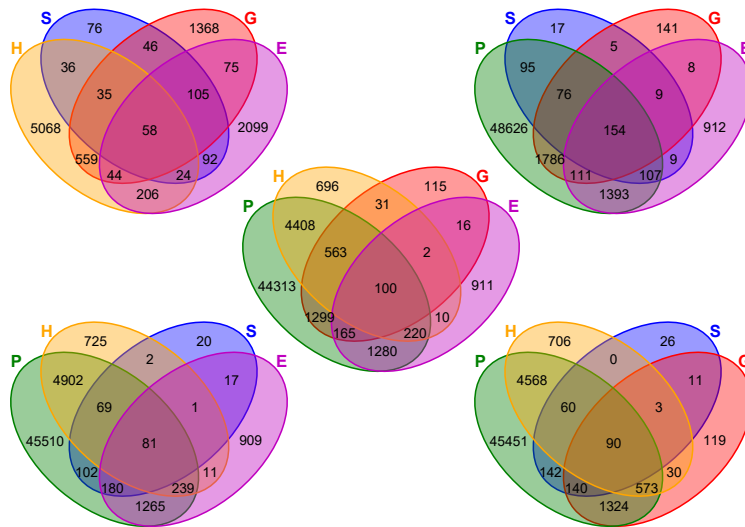 S G
H E
76 1368
36 46 75
35 105
5068 58 2099
559 44 24 92
206
S G
P E
17 141
95 5 8
76 9
48626 154 912
1786 111 107 9
1393
H G
P E
696 115
4408 31 16
563 2
44313 100 911
1299 165 220 10
1280
H S
P E
725 20
4902 2 17
69 1
45510 81 909
102 180 239 11
1265
H S
P G
706 26
4568 0 11
60 3
45451 90 119
142 140 573 30
1324